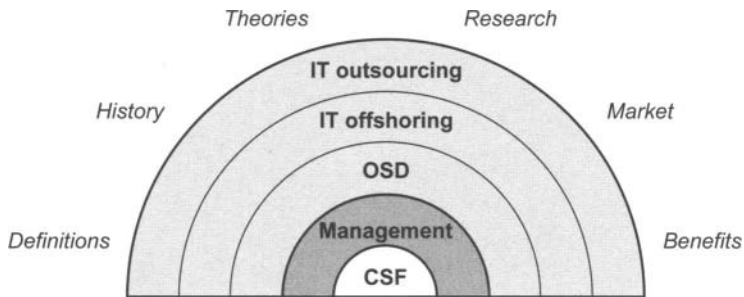 Theories
Research
IT outsourcing
History
Market
IT offshoring
OSD
Management
Definitions
Benefits
CSF